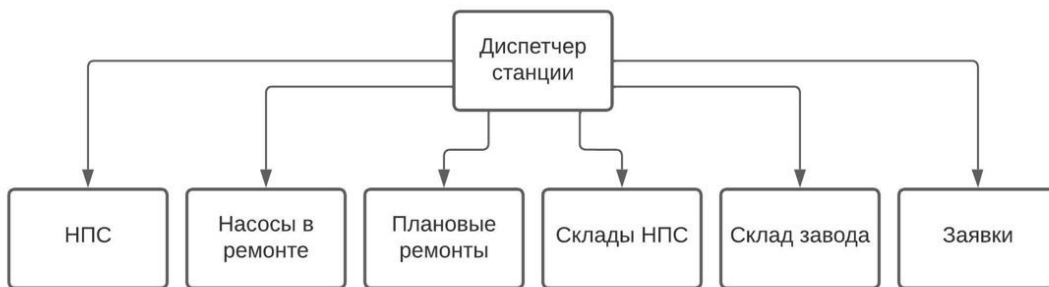 Диспетчер
станции
НПС
Насосы в
ремонте
Плановые
ремонты
Склады НПС
Склад завода
Заявки